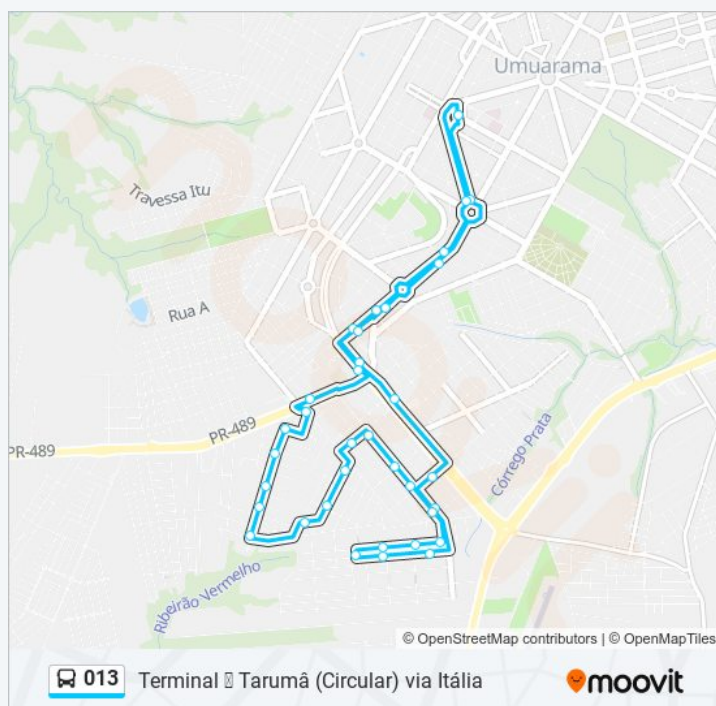 Umuarama
Travessa Itu
Rua A
PR-489
PR-489
Córrego Prata
Ribeirão Vermelho
© OpenStreetMap contributors | © OpenMapTiles
013 Terminal Tarumâ (Circular) via Itália
moovit